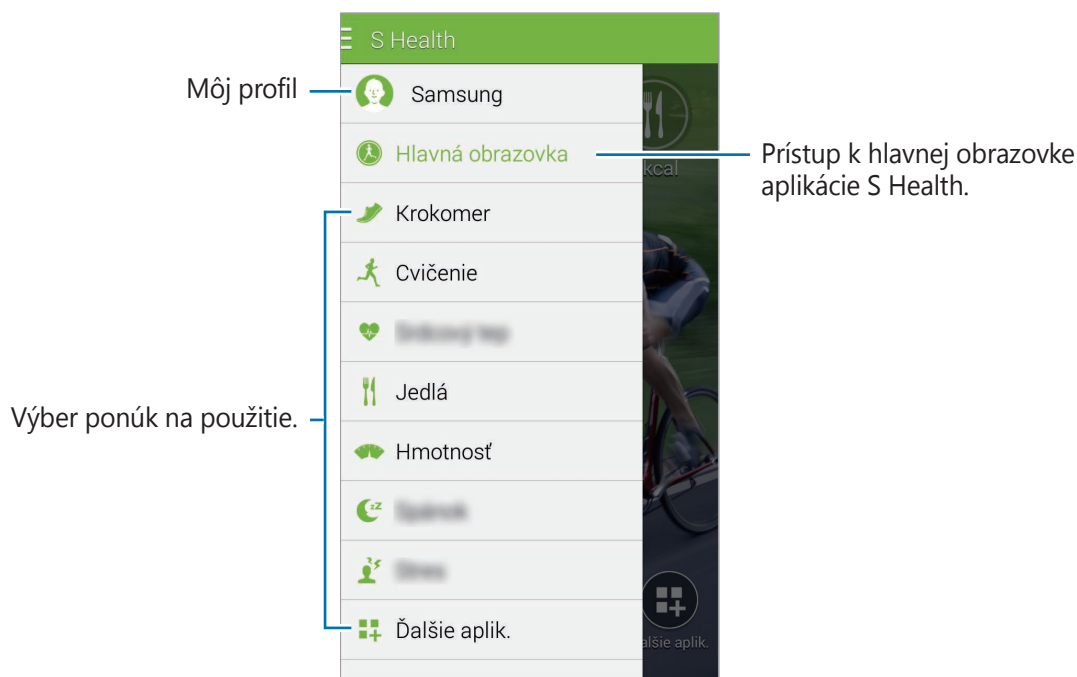 S Health
Môj profil
Samsung
Hlavná obrazovka
kcal
Prístup k hlavnej obrazovke
aplikácie S Health.
Krokomer
Cvičenie
Jedlá
Výber ponúk na použitie.
Hmotnosť
Ďalšie aplik.
alšie aplik.